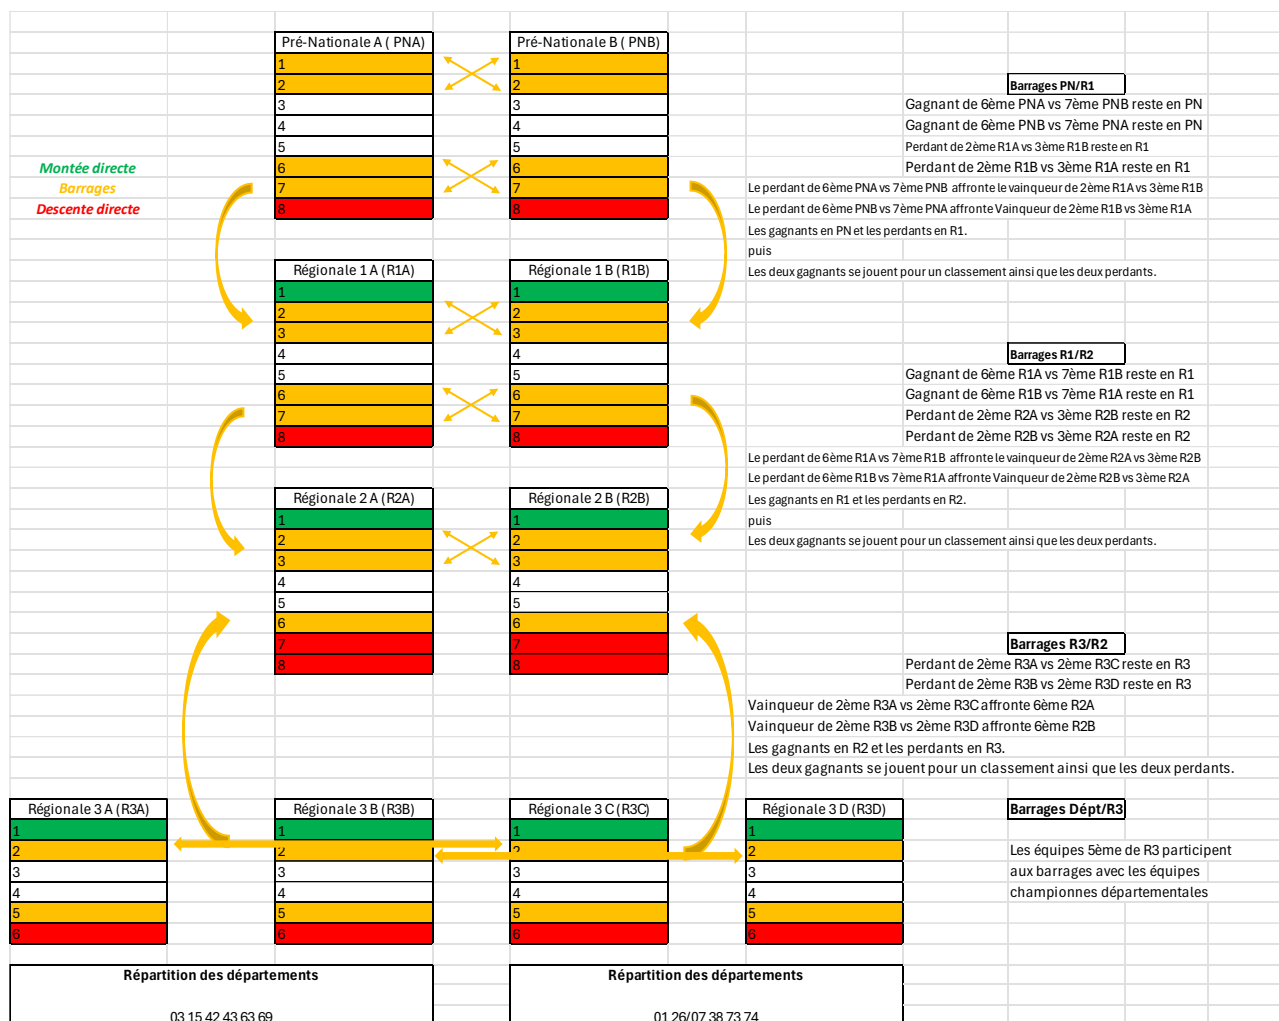 Pré-Nationale A ( PNA)
Pré-Nationale B ( PNB)
1
1
2
2
Barrages PN/R1
3
3
Gagnant de 6ème PNA vs 7ème PNB reste en PN
4
4
Gagnant de 6ème PNB vs 7ème PNA reste en PN
5
5
Perdant de 2ème R1A vs 3ème R1B reste en R1
Montée directe
6
6
Perdant de 2ème R1B vs 3ème R1A reste en R1
Barrages
7
7
Le perdant de 6ème PNA vs 7ème PNB affronte le vainqueur de 2ème R1A vs 3ème R1B
Descente directe
8
8
Le perdant de 6ème PNB vs 7ème PNA affronte Vainqueur de 2ème R1B vs 3ème R1A
Les gagnants en PN et les perdants en R1.
puis
Régionale 1 A (R1A)
Régionale 1 B (R1B)
Les deux gagnants se jouent pour un classement ainsi que les deux perdants.
1
1
2
2
3
3
4
4
Barrages R1/R2
5
5
Gagnant de 6ème R1A vs 7ème R1B reste en R1
6
6
Gagnant de 6ème R1B vs 7ème R1A reste en R1
7
7
Perdant de 2ème R2A vs 3ème R2B reste en R2
8
8
Perdant de 2ème R2B vs 3ème R2A reste en R2
Le perdant de 6ème R1A vs 7ème R1B affronte le vainqueur de 2ème R2A vs 3ème R2B
Le perdant de 6ème R1B vs 7ème R1A affronte Vainqueur de 2ème R2B vs 3ème R2A
Régionale 2 A (R2A)
Régionale 2 B (R2B)
Les gagnants en R1 et les perdants en R2.
1
1
puis
2
2
Les deux gagnants se jouent pour un classement ainsi que les deux perdants.
3
3
4
4
5
5
6
6
7
7
Barrages R3/R2
8
8
Perdant de 2ème R3A vs 2ème R3C reste en R3
Perdant de 2ème R3B vs 2ème R3D reste en R3
Vainqueur de 2ème R3A vs 2ème R3C affronte 6ème R2A
Vainqueur de 2ème R3B vs 2ème R3D affronte 6ème R2B
Les gagnants en R2 et les perdants en R3.
Les deux gagnants se jouent pour un classement ainsi que les deux perdants.
Régionale 3 A (R3A)
Régionale 3 B (R3B)
Régionale 3 C (R3C)
Régionale 3 D (R3D)
Barrages Dépt/R3
1
1
1
1
2
2
2
2
Les équipes 5ème de R3 participent
3
3
3
3
aux barrages avec les équipes
4
4
4
4
championnes départementales
5
5
5
5
6
6
6
6
Répartition des départements
Répartition des départements
03 15 42 43 63 69
01 26/07 38 73 74